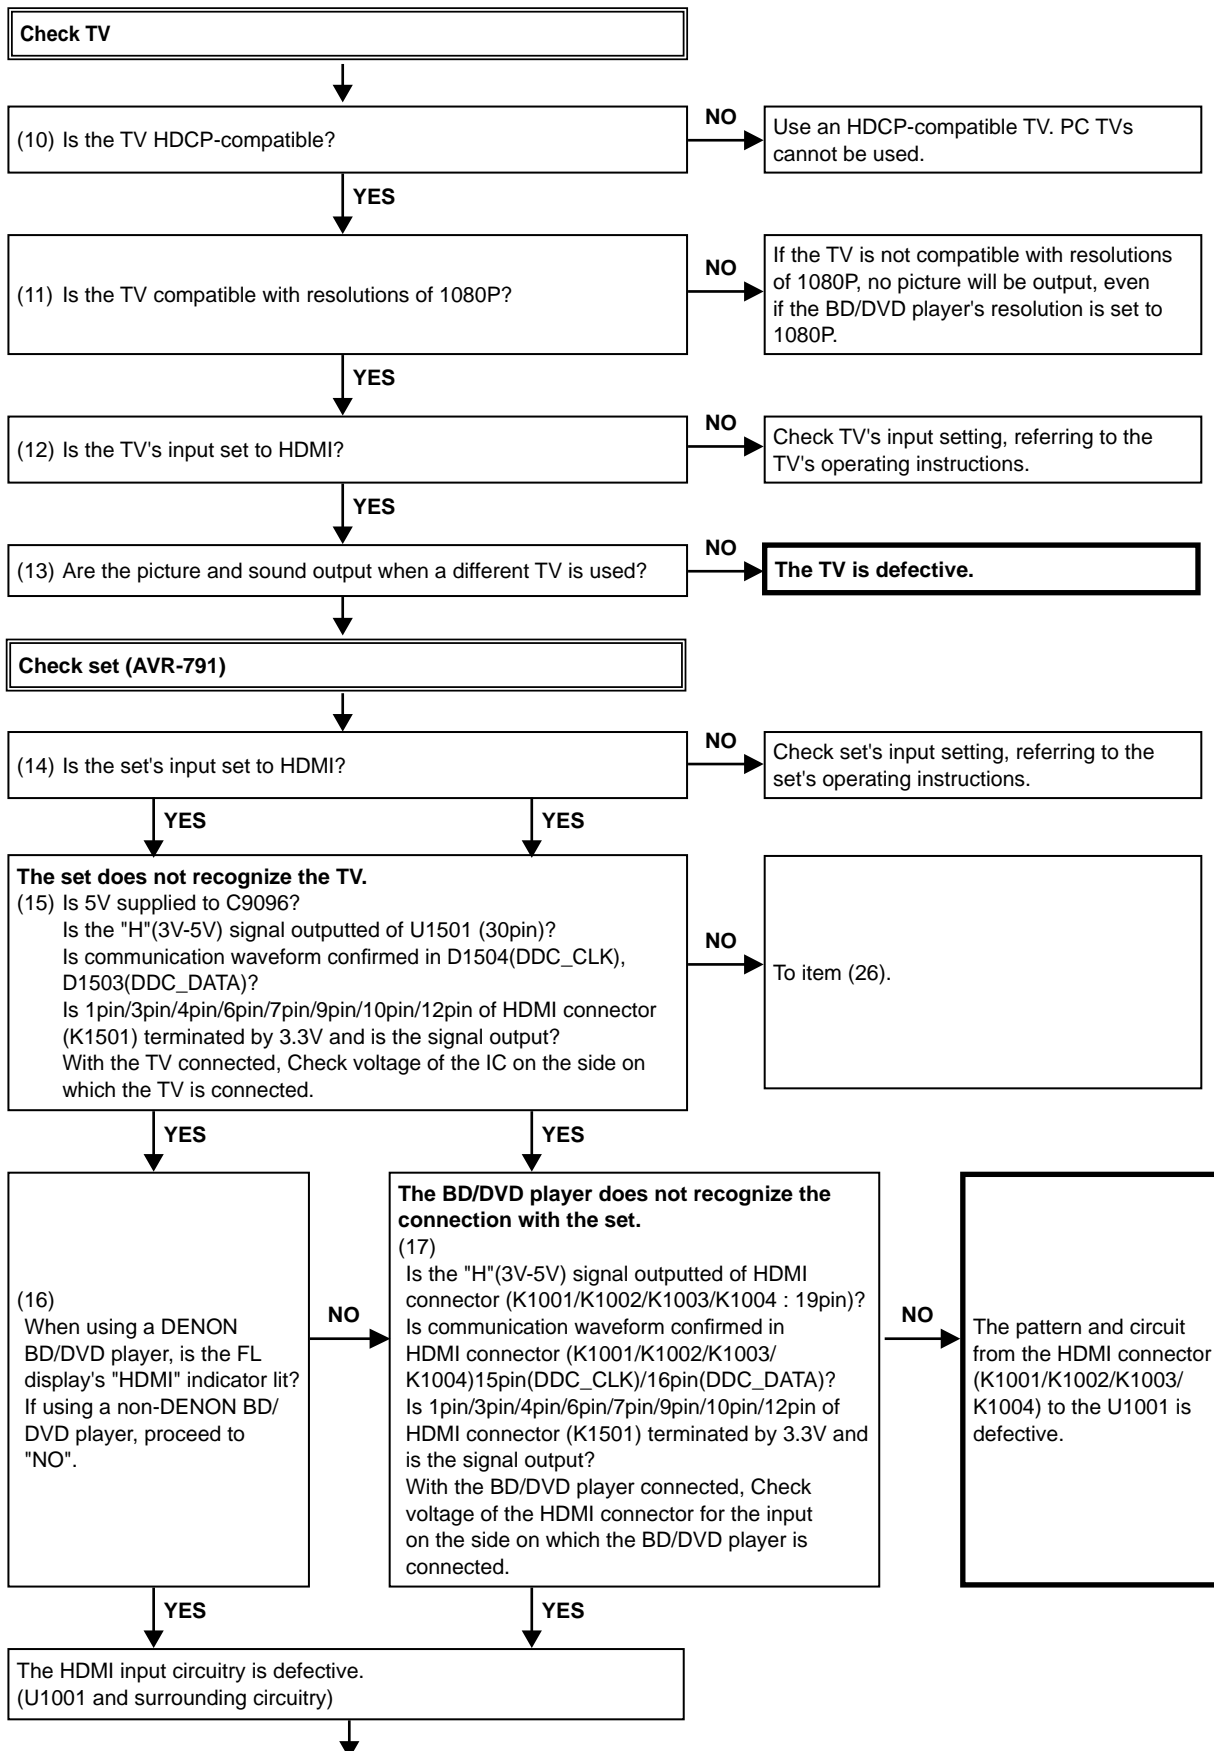 Check TV
(10) Is the TV HDCP-compatible?
NO
Use an HDCP-compatible TV. PC TVs
cannot be used.
YES
(11) Is the TV compatible with resolutions of 1080P?
NO
If the TV is not compatible with resolutions
of 1080P, no picture will be output, even
if the BD/DVD player's resolution is set to
1080P.
YES
(12) Is the TV's input set to HDMI?
NO
Check TV's input setting, referring to the
TV's operating instructions.
YES
(13) Are the picture and sound output when a different TV is used?
NO
The TV is defective.
Check set (AVR-791)
(14) Is the set's input set to HDMI?
NO
Check set's input setting, referring to the
set's operating instructions.
YES
YES
The set does not recognize the TV.
(15) Is 5V supplied to C9096?
Is the "H"(3V-5V) signal outputted of U1501 (30pin)?
Is communication waveform confirmed in D1504(DDC_CLK),
D1503(DDC_DATA)?
Is 1pin/3pin/4pin/6pin/7pin/9pin/10pin/12pin of HDMI connector
(K1501) terminated by 3.3V and is the signal output?
With the TV connected, Check voltage of the IC on the side on
which the TV is connected.
NO
To item (26).
YES
YES
(16)
When using a DENON
BD/DVD player, is the FL
display's "HDMI" indicator lit?
If using a non-DENON BD/
DVD player, proceed to
"NO".
NO
The BD/DVD player does not recognize the
connection with the set.
(17)
Is the "H"(3V-5V) signal outputted of HDMI
connector (K1001/K1002/K1003/K1004 : 19pin)?
Is communication waveform confirmed in
HDMI connector (K1001/K1002/K1003/
K1004)15pin(DDC_CLK)/16pin(DDC_DATA)?
Is 1pin/3pin/4pin/6pin/7pin/9pin/10pin/12pin of
HDMI connector (K1501) terminated by 3.3V and
is the signal output?
With the BD/DVD player connected, Check
voltage of the HDMI connector for the input
on the side on which the BD/DVD player is
connected.
NO
The pattern and circuit
from the HDMI connector
(K1001/K1002/K1003/
K1004) to the U1001 is
defective.
YES
YES
The HDMI input circuitry is defective.
(U1001 and surrounding circuitry)